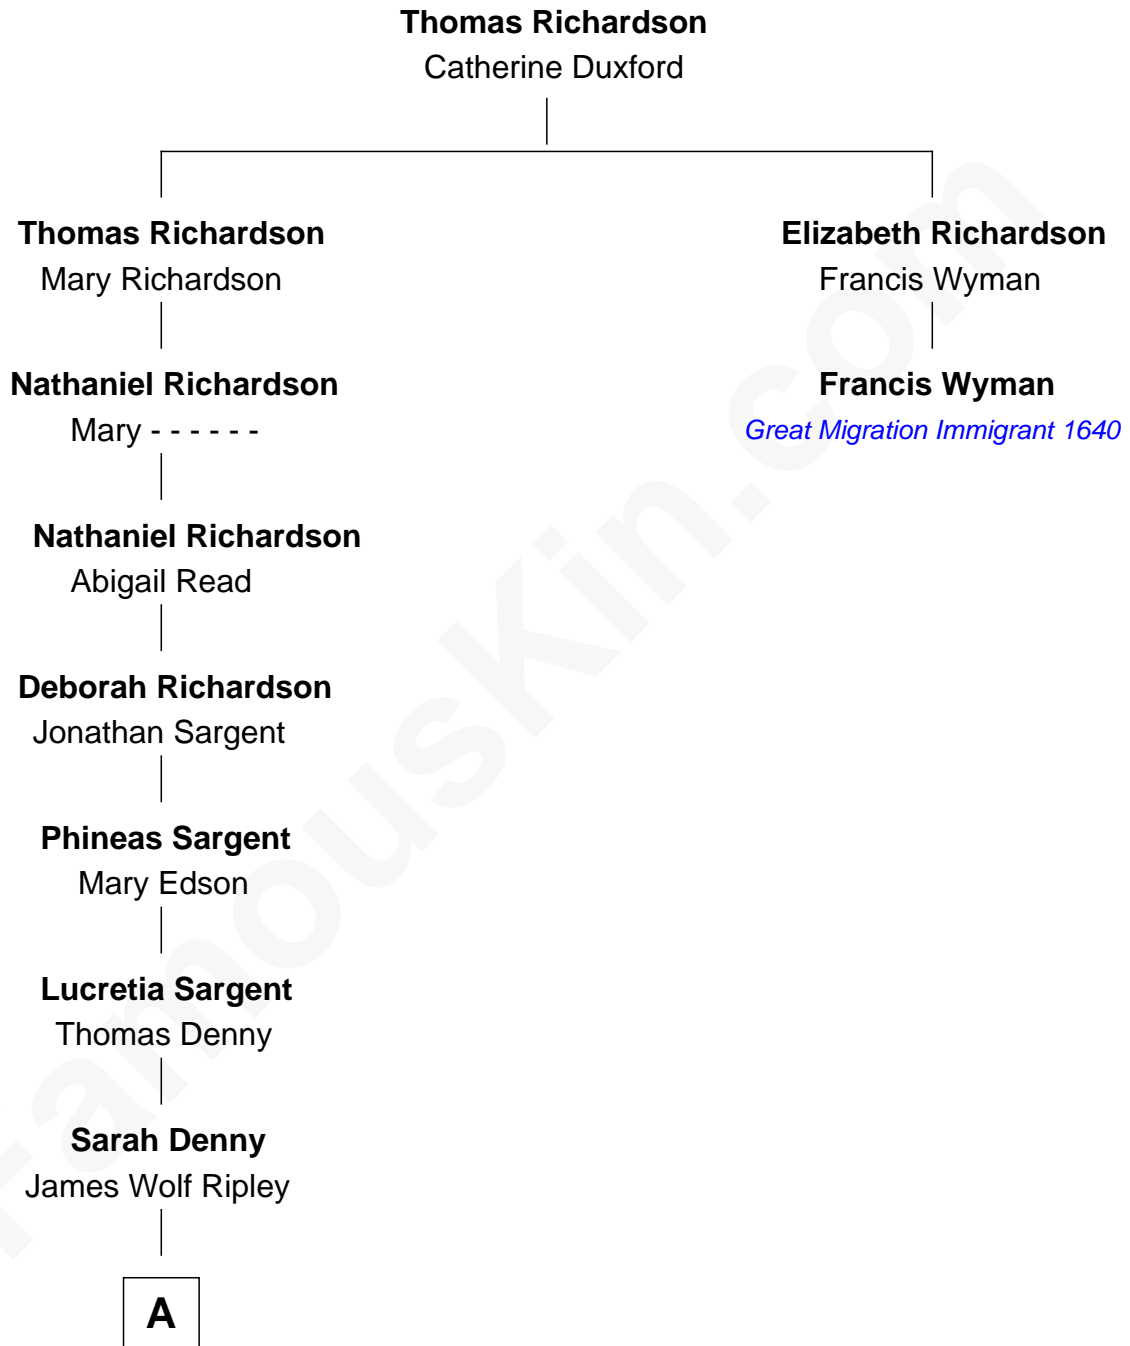 Thomas Richardson
Catherine Duxford
Thomas Richardson
Mary Richardson
Elizabeth Richardson
Francis Wyman
Nathaniel Richardson
Mary - - - - - -
Francis Wyman
Great Migration Immigrant 1640
Nathaniel Richardson
Abigail Read
Deborah Richardson
Jonathan Sargent
Phineas Sargent
Mary Edson
Lucretia Sargent
Thomas Denny
Sarah Denny
James Wolf Ripley
A
FamousKin.com